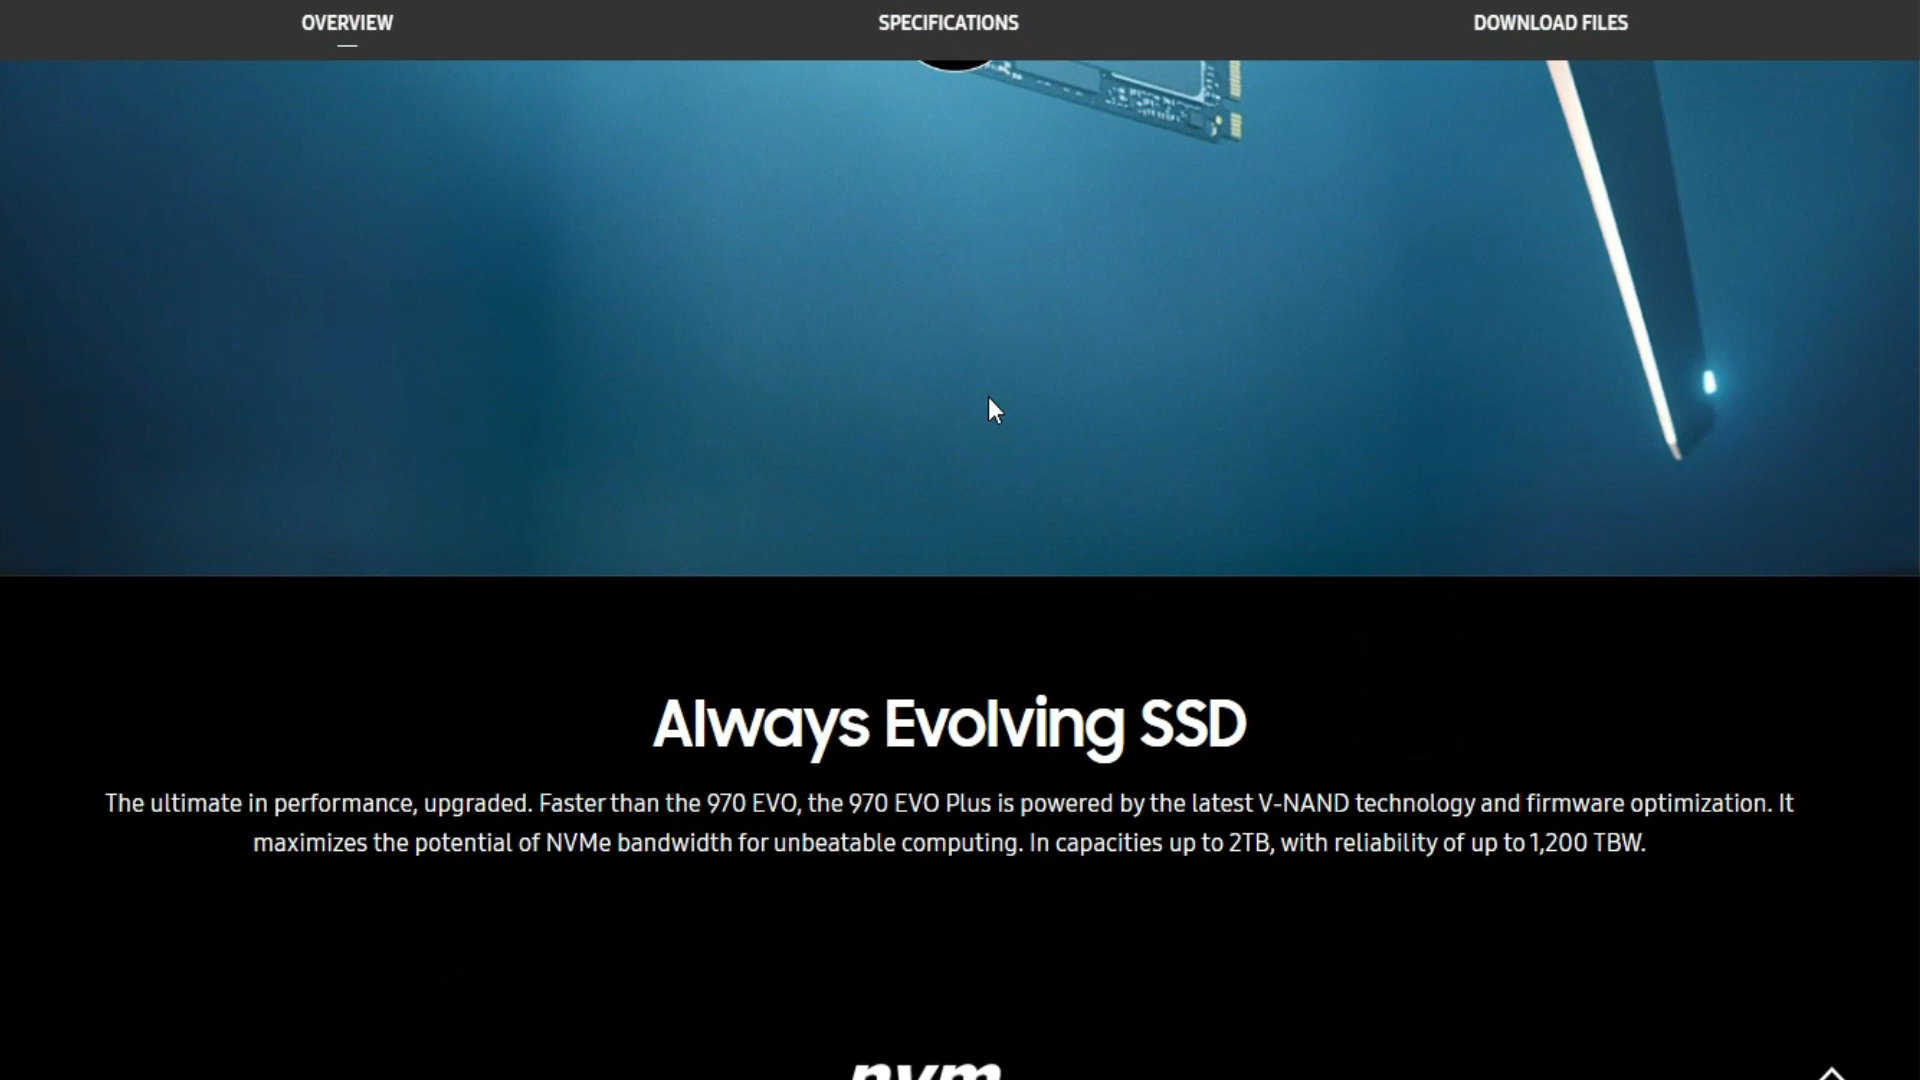 OVERVIEW
SPECIFICATIONS
DOWNLOAD FILES
Always Evolving SSD
The ultimate in performance, upgraded. Faster than the 970 EVO, the 970 EVO Plus is powered by the latest V-NAND technology and firmware optimization. It
maximizes the potential of NVMe bandwidth for unbeatable computing. In capacities up to 2TB, with reliability of up to 1,200 TBW.
nvm